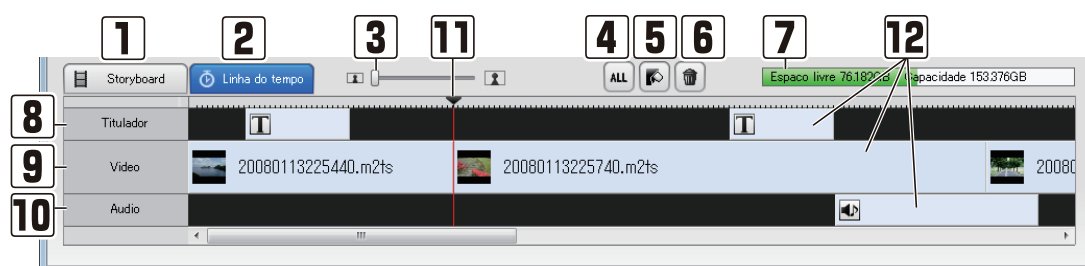 1 2 3 11 4 5 6 7 12
Storyboard Linha do tempo ALL Espaco livre 76.182GB Capacidade 153.376GB
8 Titulador T T
9 Video 20080113225440.m2ts 20080113225740.m2ts 20080
10 Audio